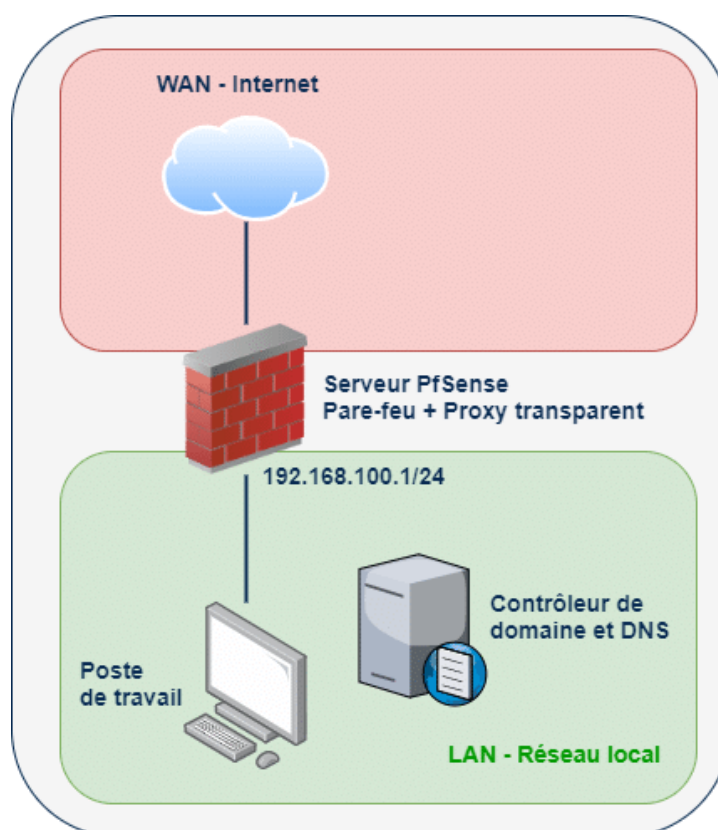 WAN - Internet
Serveur PfSense
Pare-feu + Proxy transparent
192.168.100.1/24
Contrôleur de
domaine et DNS
Poste
de travail
LAN - Réseau local